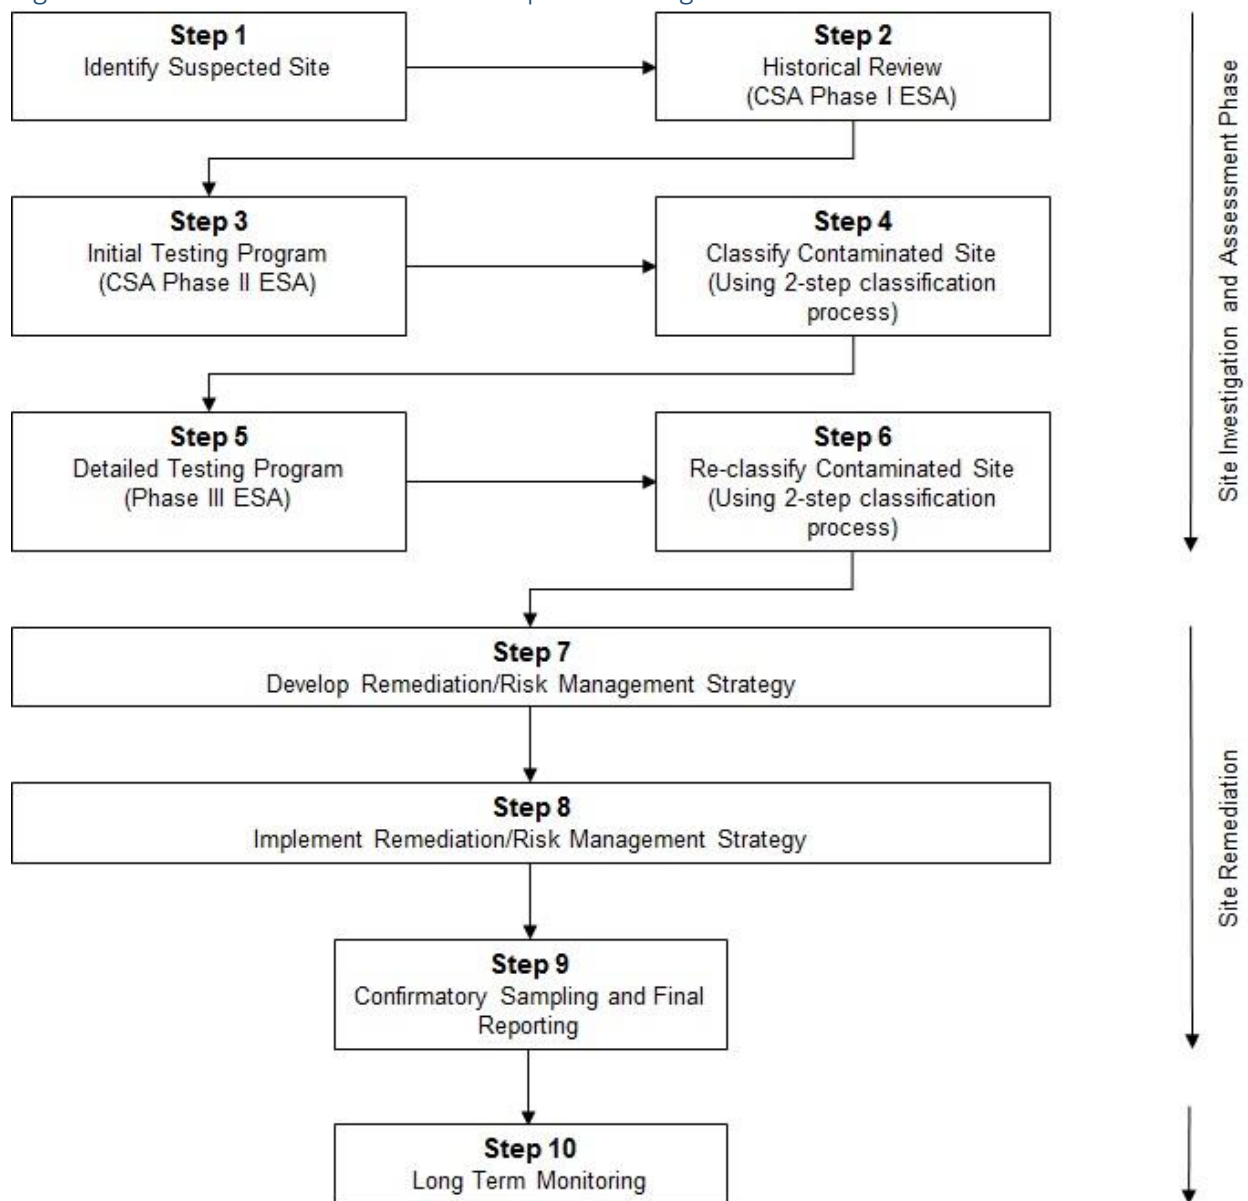 Step 1
Identify Suspected Site
Step 2
Historical Review
(CSA Phase I ESA)
Step 3
Initial Testing Program
(CSA Phase II ESA)
Step 4
Classify Contaminated Site
(Using 2-step classification
process)
Step 5
Detailed Testing Program
(Phase III ESA)
Step 6
Re-classify Contaminated Site
(Using 2-step classification
process)
Step 7
Develop Remediation/Risk Management Strategy
Step 8
Implement Remediation/Risk Management Strategy
Step 9
Confirmatory Sampling and Final
Reporting
Step 10
Long Term Monitoring
Site Investigation and Assessment Phase
Site Remediation